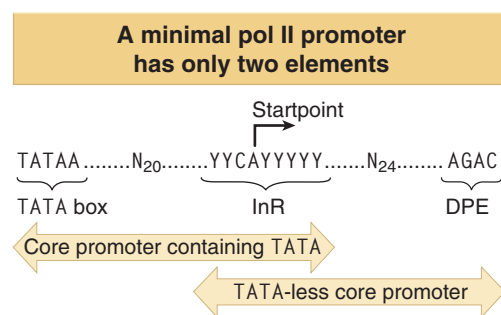 A minimal pol II promoter
has only two elements
Startpoint
TATAA........N20.......YYCAYYYYY......N24.......AGAC
TATA box InR DPE
Core promoter containing TATA
TATA-less core promoter